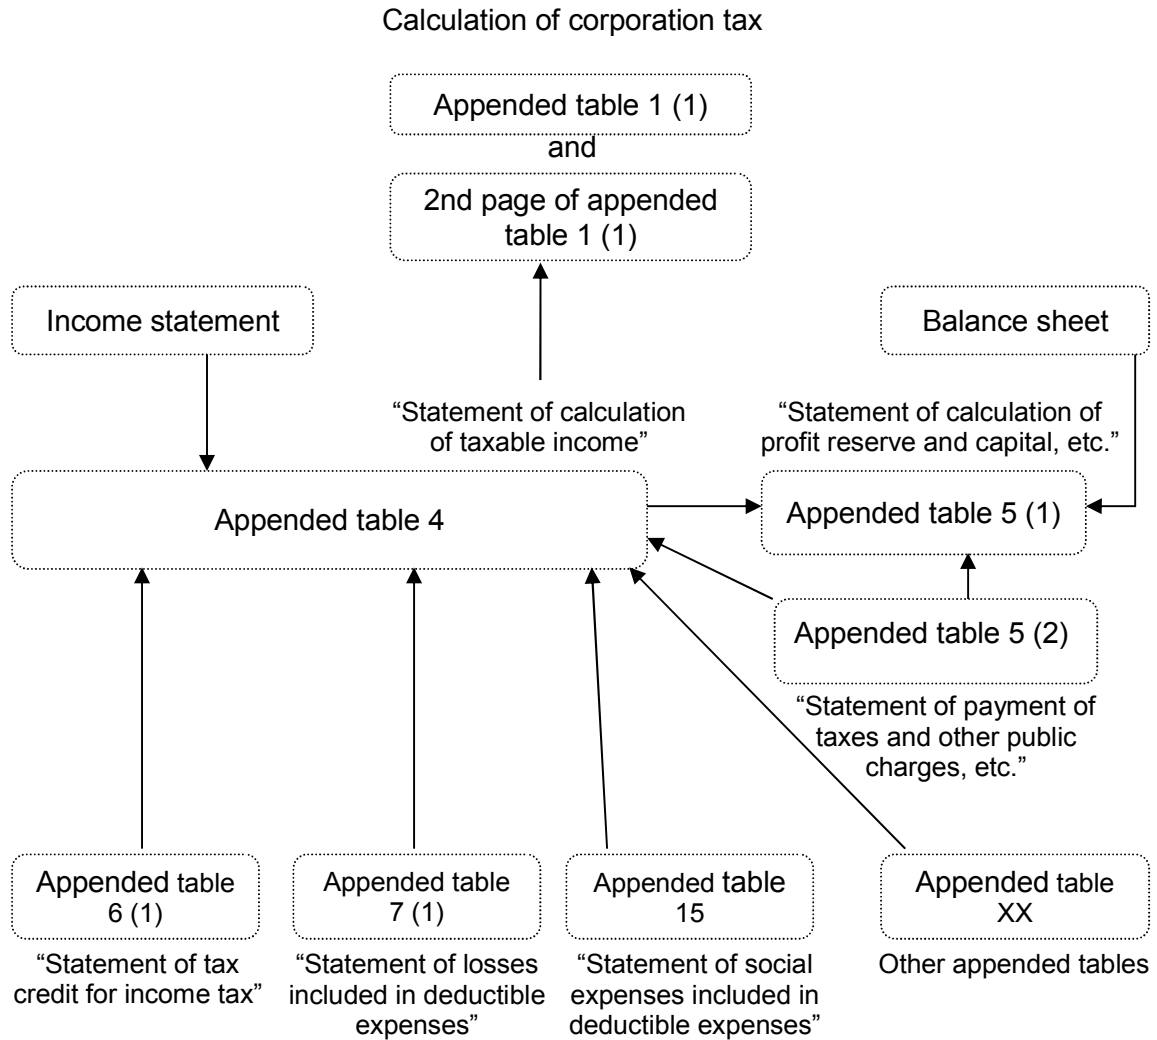 Calculation of corporation tax
Appended table 1 (1)
and
2nd page of appended
table 1 (1)
Income statement
Balance sheet
“Statement of calculation
of taxable income”
“Statement of calculation of
profit reserve and capital, etc.”
Appended table 4
Appended table 5 (1)
Appended table 5 (2)
“Statement of payment of
taxes and other public
charges, etc.”
Appended table
6 (1)
“Statement of tax
credit for income tax”
Appended table
7 (1)
“Statement of losses
included in deductible
expenses”
Appended table
15
“Statement of social
expenses included in
deductible expenses”
Appended table
XX
Other appended tables